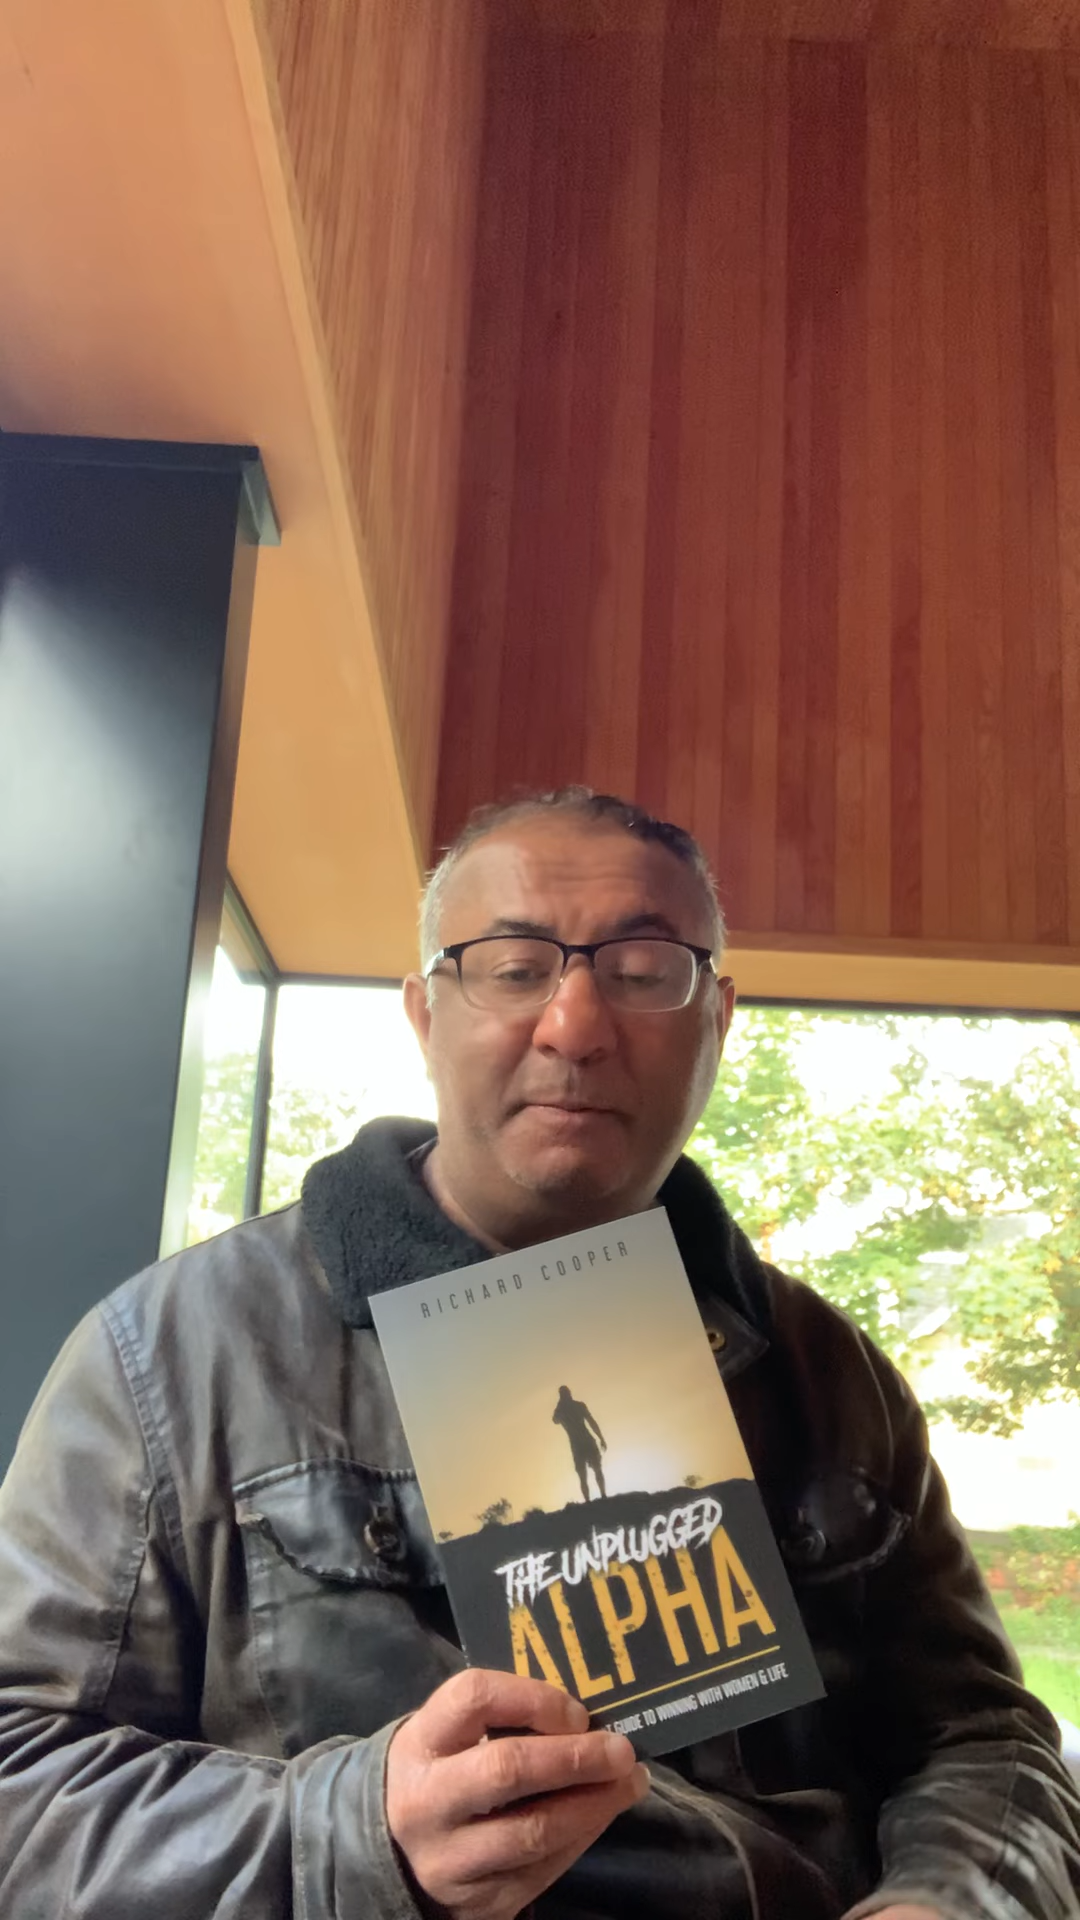 RICHARD COOPER
THE UNPLUGGED
ALPHA
GUIDE TO WINNING WITH WOMEN & LIFE